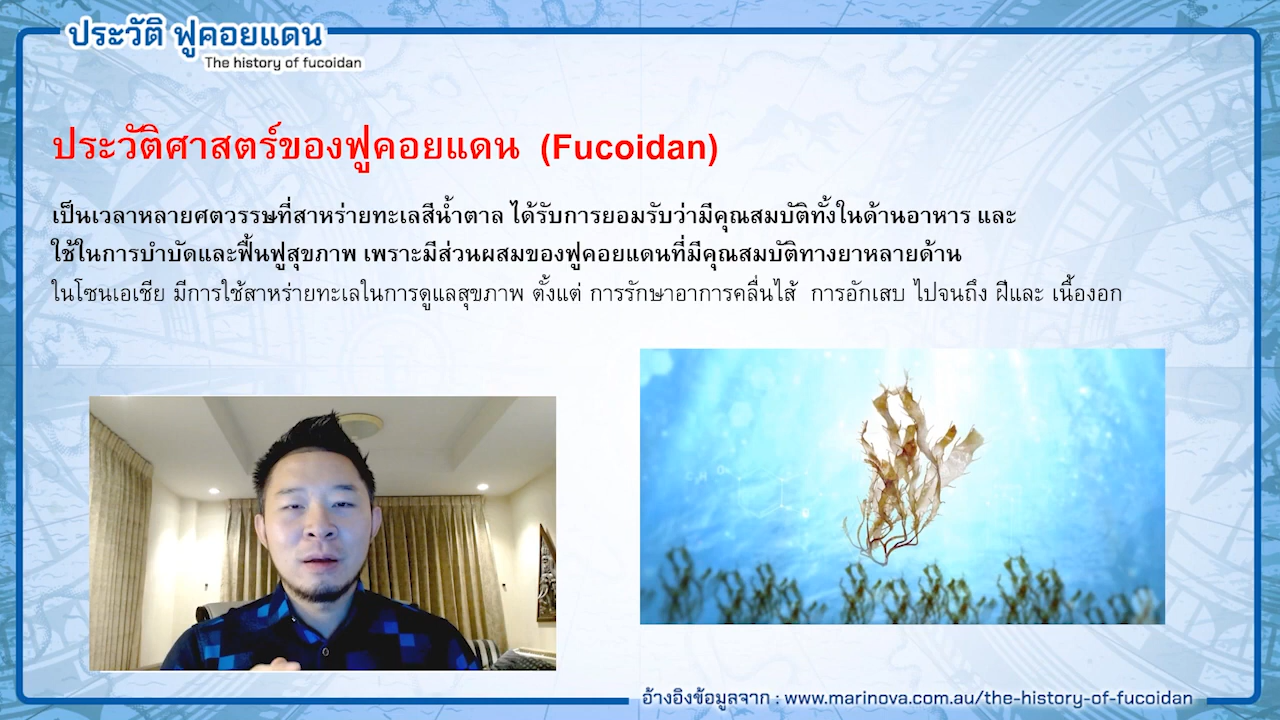 ประวัติ ฟูคอยแดน
The history of fucoidan
ประวัติศาสตร์ของฟูคอยแดน (Fucoidan)
เป็นเวลาหลายศตวรรษที่สาหร่ายทะเลสีน้ำตาล ได้รับการยอมรับว่ามีคุณสมบัติทั้งในด้านอาหาร และ
ใช้ในการบำบัดและฟื้นฟูสุขภาพ เพราะมีส่วนผสมของฟูคอยแดนที่มีคุณสมบัติทางยาหลายด้าน
ในโซนเอเชีย มีการใช้สาหร่ายทะเลในการดูแลสุขภาพ ตั้งแต่ การรักษาอาการคลื่นไส้ การอักเสบ ไปจนถึง ฝีและ เนื้องอก
อ้างอิงข้อมูลจาก : www.marinova.com.au/the-history-of-fucoidan